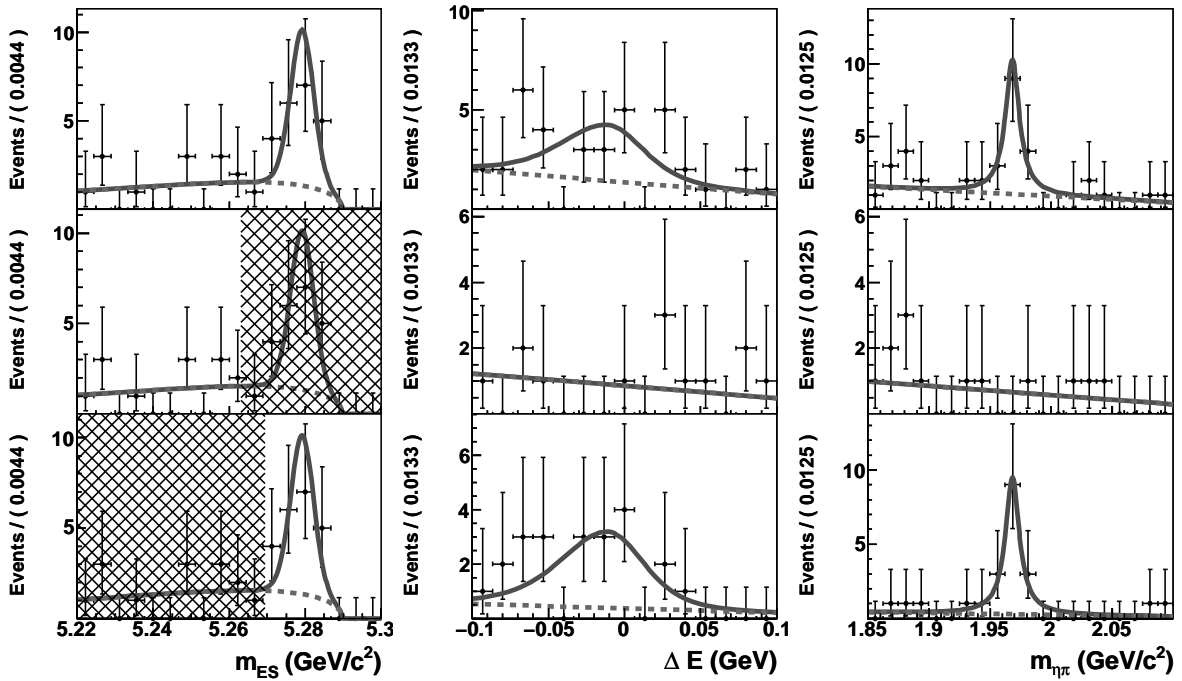 Events / ( 0.0044 )
10
5
Events / ( 0.0133 )
10
5
Events / ( 0.0125 )
10
5
Events / ( 0.0044 )
10
5
Events / ( 0.0133 )
6
4
2
Events / ( 0.0125 )
6
4
2
Events / ( 0.0044 )
10
5
Events / ( 0.0133 )
6
4
2
Events / ( 0.0125 )
10
5
5.22 5.24 5.26 5.28 5.3
−0.1 −0.05 0 0.05 0.1
1.85 1.9 1.95 2 2.05
m_ES (GeV/c²)
Δ E (GeV)
m_ηπ (GeV/c²)